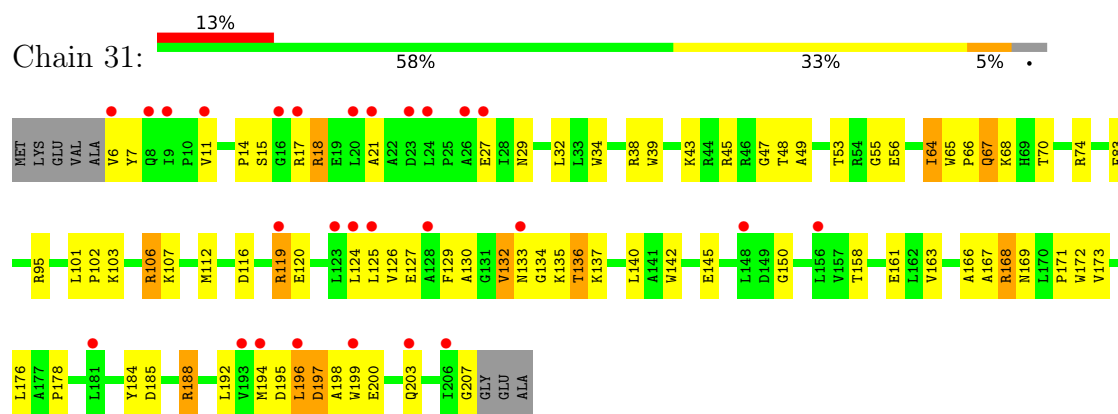 13%
Chain 31:
58% 33% 5% •
MET LYS GLU VAL ALA V6 Y7 Q8 I9 P10 V11 P14 S15 G16 R17 R18 E19 L20 A21 A22 D23 L24 P25 A26 E27 I28 N29 L32 L33 W34 R38 W39 K43 R44 R45 R46 G47 T48 A49 T53 R54 G55 E56 I64 W65 P66 Q67 K68 H69 T70 R74
R95 L101 P102 K103 R106 K107 M112 D116 R119 E120 L123 L124 L125 V126 E127 A128 F129 A130 G131 V132 N133 G134 K135 T136 K137 L140 A141 W142 E145 L148 D149 G150 L156 V157 T158 E161 L162 V163 A166 A167 R168 N169 L170 P171 W172 V173
L176 A177 P178 L181 Y184 D185 R188 L192 V193 M194 D195 L196 D197 A198 W199 E200 Q203 I206 G207 GLY GLU ALA